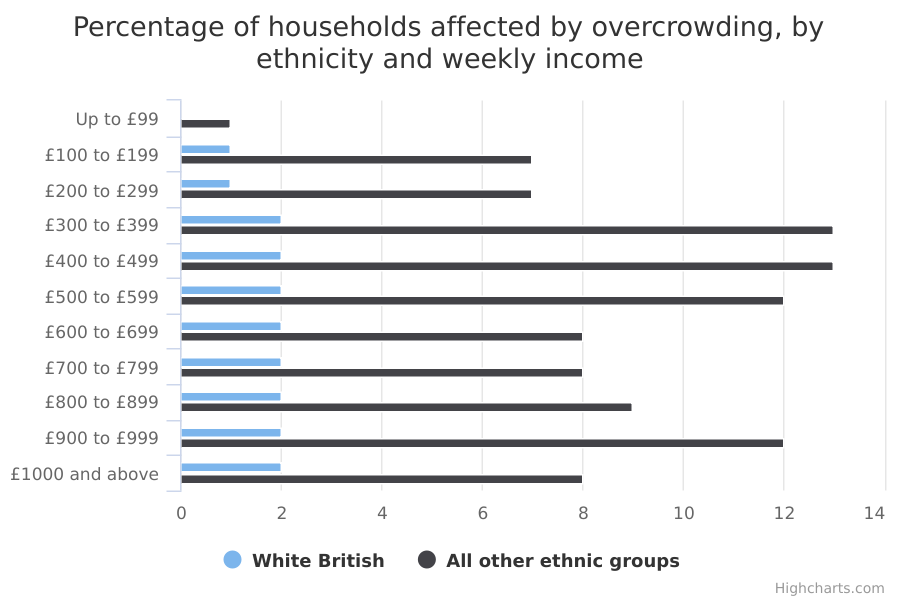 Percentage of households affected by overcrowding, by
ethnicity and weekly income
Up to £99
£100 to £199
£200 to £299
£300 to £399
£400 to £499
£500 to £599
£600 to £699
£700 to £799
£800 to £899
£900 to £999
£1000 and above
0 2 4 6 8 10 12 14
White British All other ethnic groups
Highcharts.com